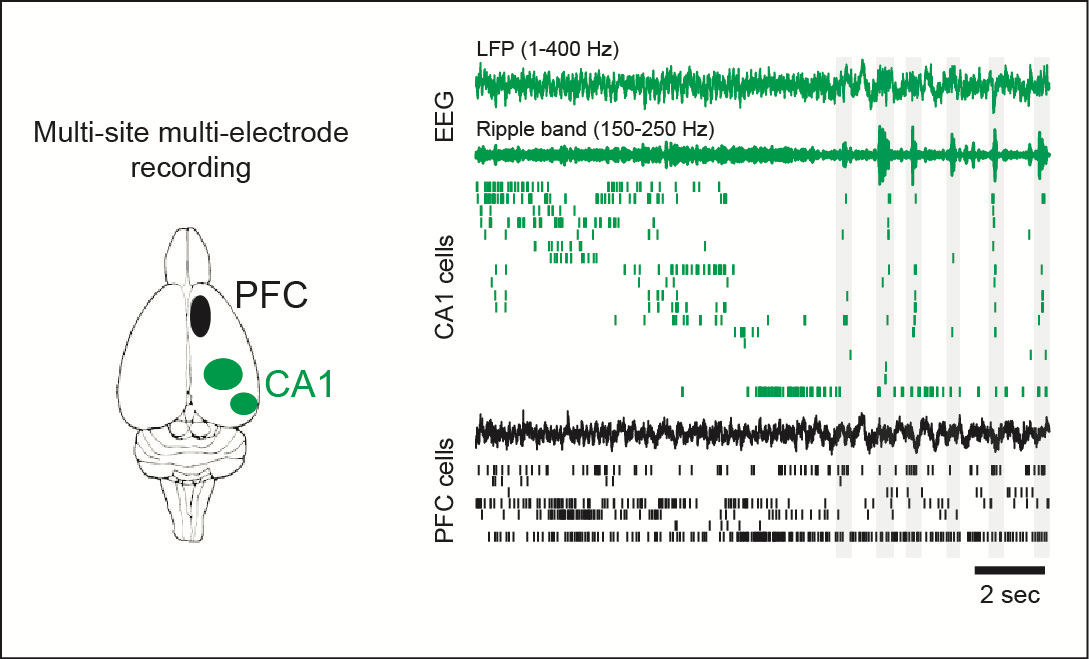 Multi-site multi-electrode
recording
PFC
CA1
LFP (1-400 Hz)
EEG
Ripple band (150-250 Hz)
CA1 cells
PFC cells
2 sec